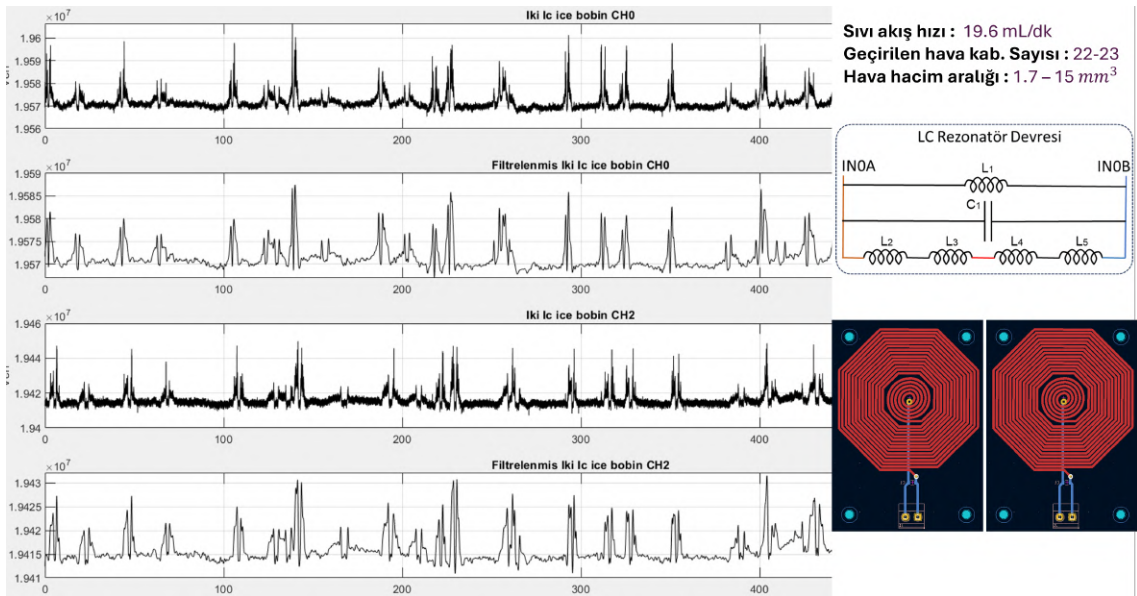 Iki Ic ice bobin CH0
×10⁷
1.96
1.959
1.958
1.957
1.956
0 100 200 300 400
Filtrelenmis Iki Ic ice bobin CH0
×10⁷
1.959
1.9585
1.958
1.9575
1.957
0 100 200 300 400
Iki Ic ice bobin CH2
×10⁷
1.946
1.944
1.942
1.94
0 100 200 300 400
Filtrelenmis Iki Ic ice bobin CH2
×10⁷
1.943
1.9425
1.942
1.9415
1.941
0 100 200 300 400
Sıvı akış hızı : 19.6 mL/dk
Geçirilen hava kab. Sayısı : 22-23
Hava hacim aralığı : 1.7 – 15 mm³
LC Rezonatör Devresi
IN0A IN0B
L1
C1
L2 L3 L4 L5